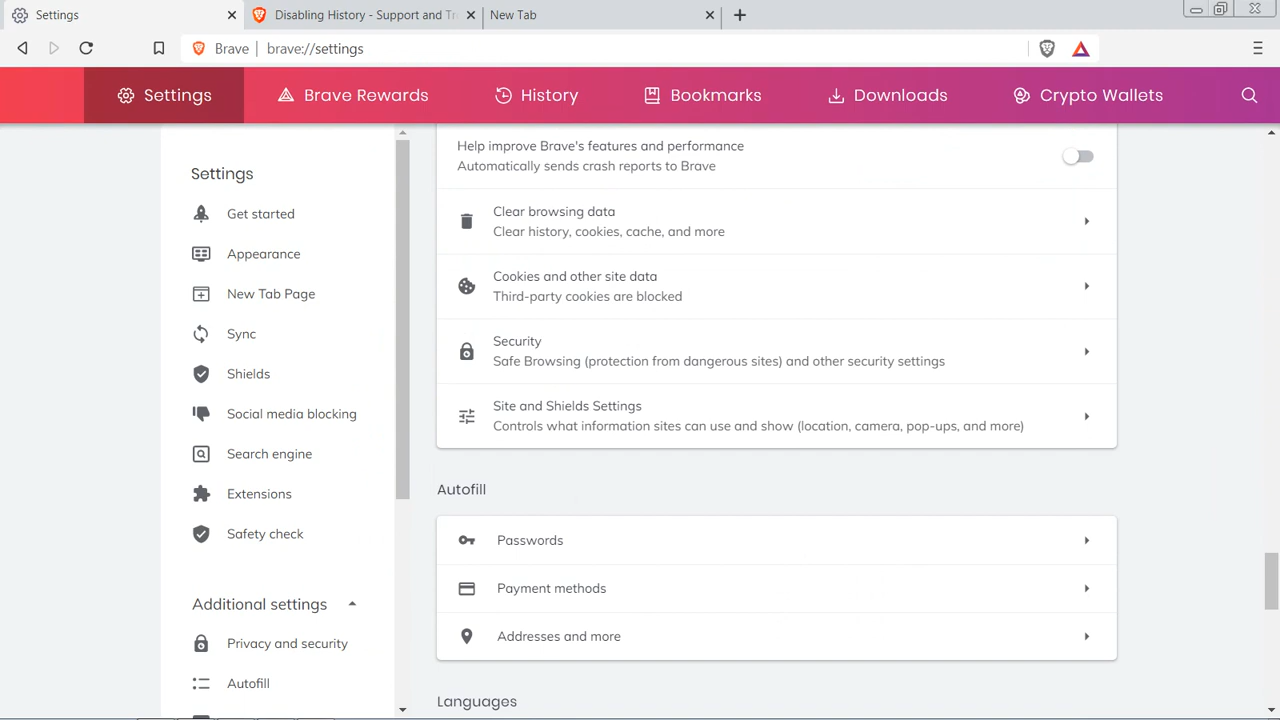 Settings
Disabling History - Support and Tr
New Tab
Brave
brave://settings
Settings
Brave Rewards
History
Bookmarks
Downloads
Crypto Wallets
Settings
Get started
Appearance
New Tab Page
Sync
Shields
Social media blocking
Search engine
Extensions
Safety check
Additional settings
Privacy and security
Autofill
Help improve Brave's features and performance
Automatically sends crash reports to Brave
Clear browsing data
Clear history, cookies, cache, and more
Cookies and other site data
Third-party cookies are blocked
Security
Safe Browsing (protection from dangerous sites) and other security settings
Site and Shields Settings
Controls what information sites can use and show (location, camera, pop-ups, and more)
Autofill
Passwords
Payment methods
Addresses and more
Languages